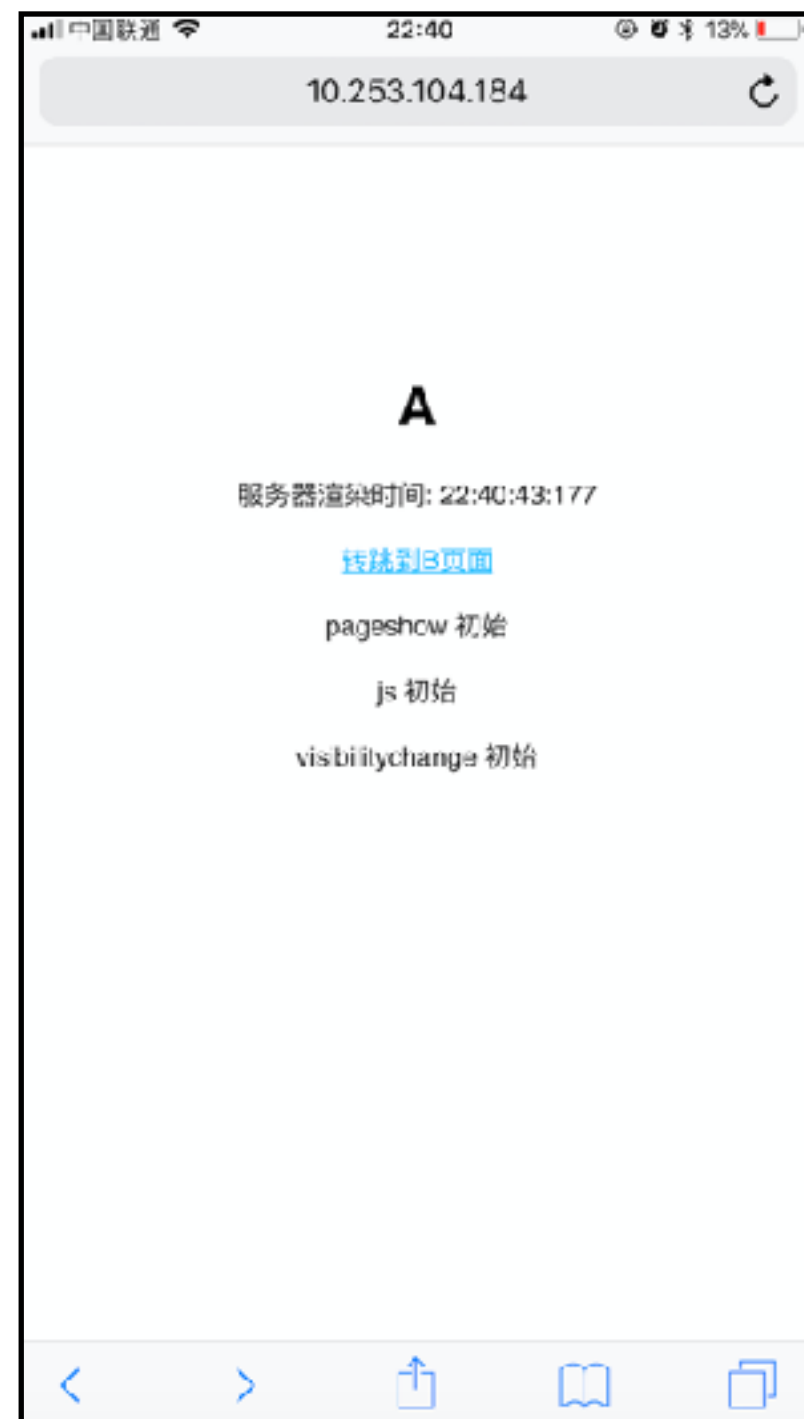 中国联通 22:40 13%
10.253.104.184
A
服务器渲染时间: 22:40:43:177
转跳到B页面
pageshow 初始
js 初始
visibilitychange 初始